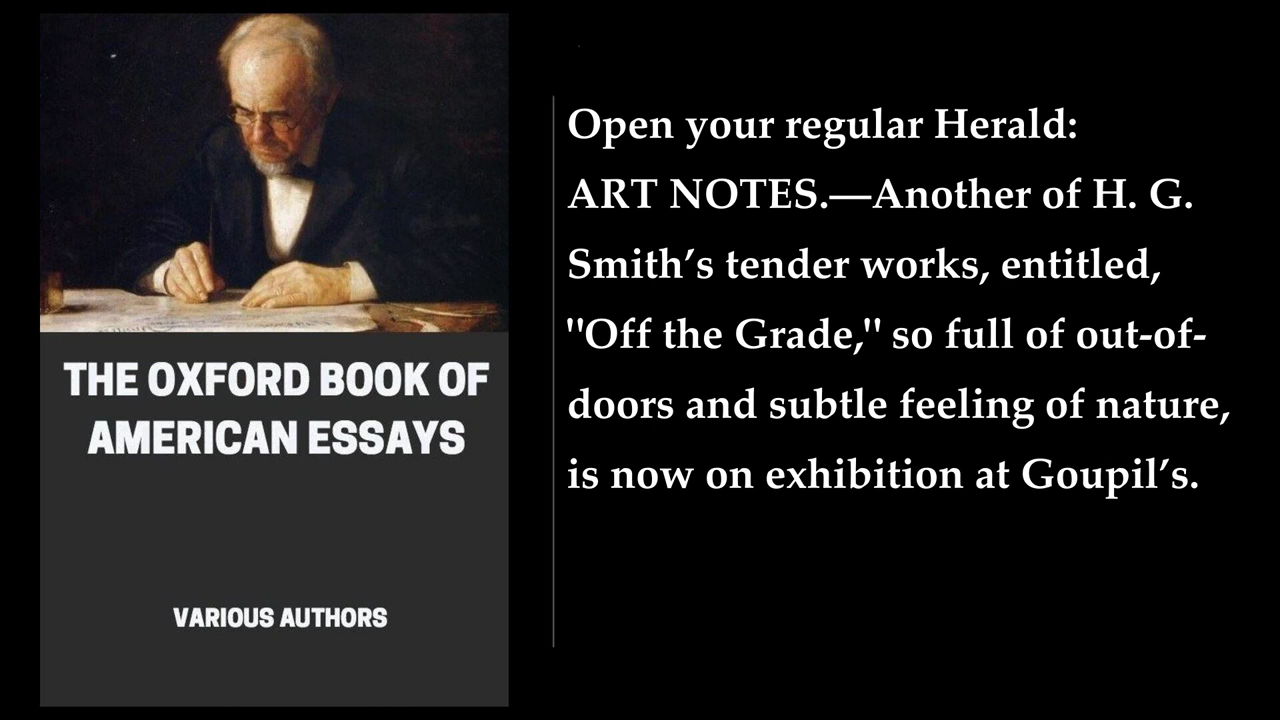 THE OXFORD BOOK OF
AMERICAN ESSAYS
VARIOUS AUTHORS
Open your regular Herald:
ART NOTES.—Another of H. G.
Smith’s tender works, entitled,
"Off the Grade," so full of out-of-
doors and subtle feeling of nature,
is now on exhibition at Goupil’s.